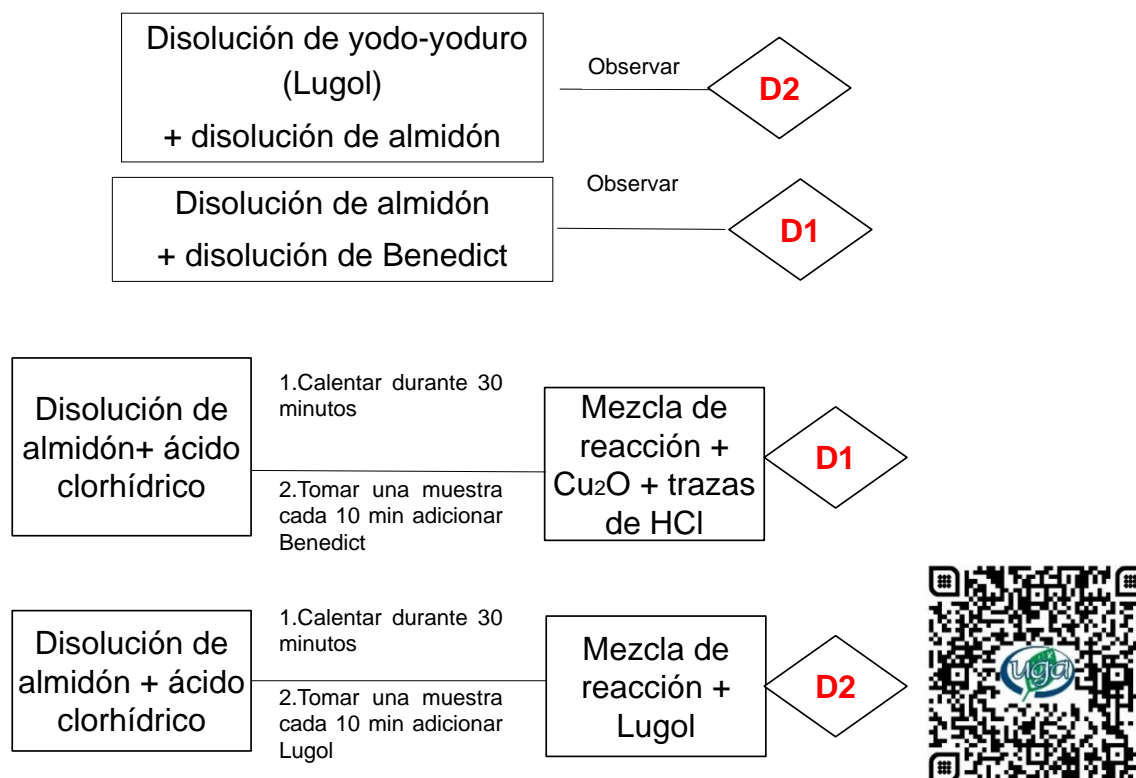 Disolución de yodo-yoduro
(Lugol)
+ disolución de almidón
Observar
D2
Disolución de almidón
+ disolución de Benedict
Observar
D1
Disolución de
almidón+ ácido
clorhídrico
1.Calentar durante 30
minutos
2.Tomar una muestra
cada 10 min adicionar
Benedict
Mezcla de
reacción +
Cu2O + trazas
de HCl
D1
Disolución de
almidón + ácido
clorhídrico
1.Calentar durante 30
minutos
2.Tomar una muestra
cada 10 min adicionar
Lugol
Mezcla de
reacción +
Lugol
D2
uga